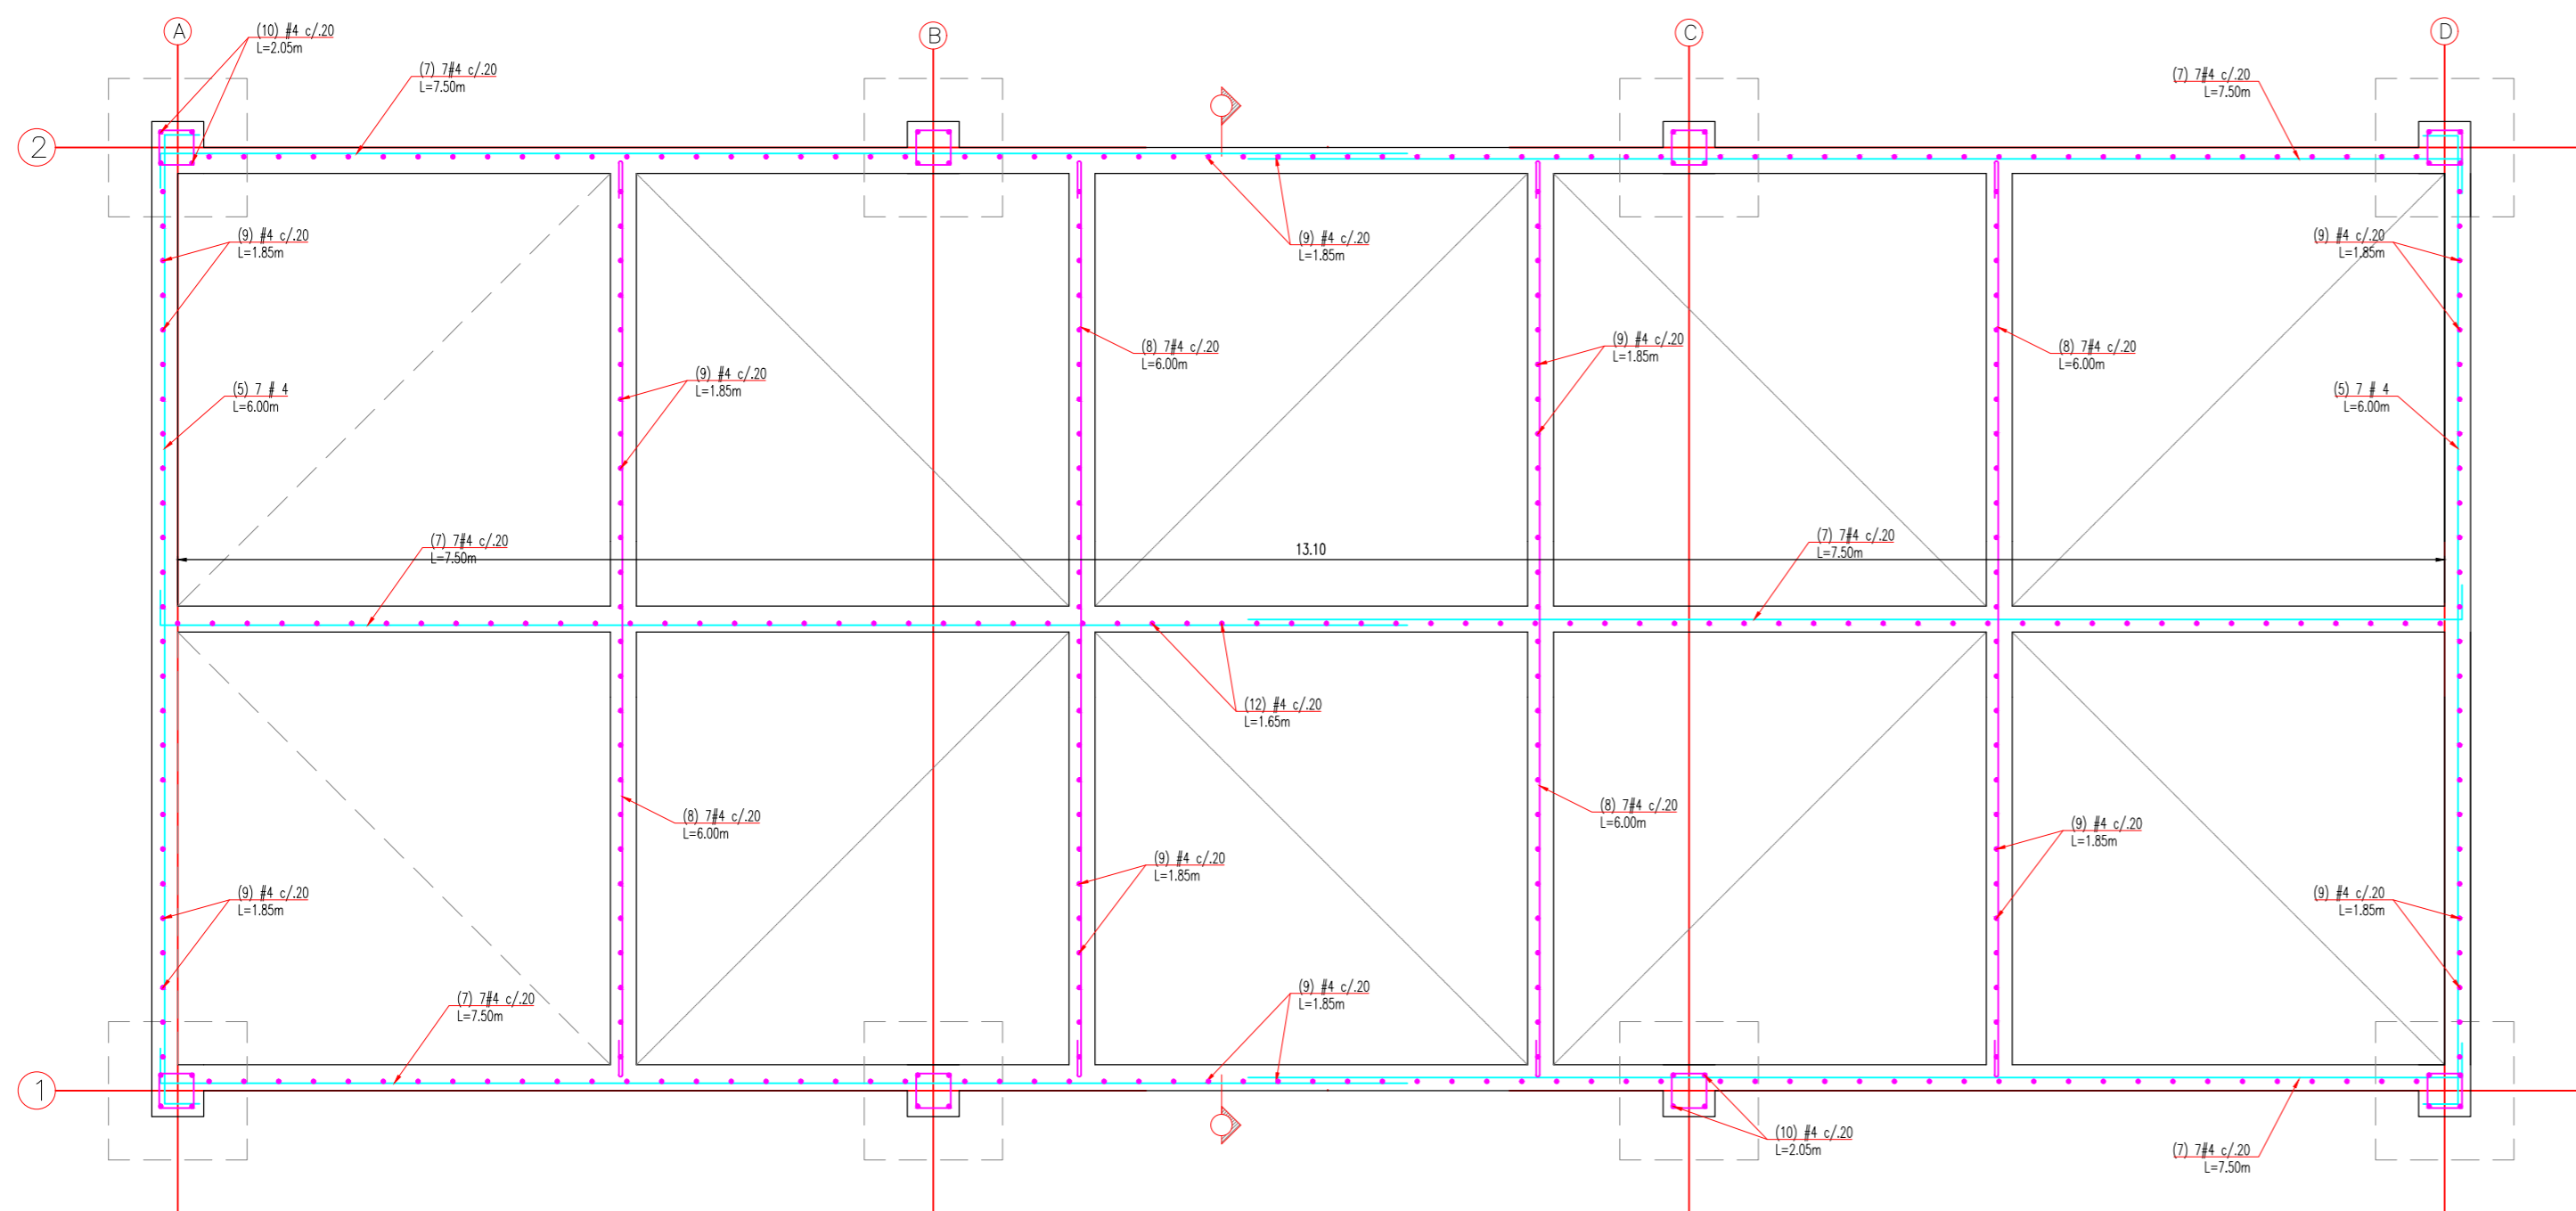 A
B
C
D
(10) #4 c/.20
L=2.05m
(7) 7#4 c/.20
L=7.50m
(7) 7#4 c/.20
L=7.50m
2
(9) #4 c/.20
L=1.85m
(9) #4 c/.20
L=1.85m
(9) #4 c/.20
L=1.85m
(8) 7#4 c/.20
L=6.00m
(9) #4 c/.20
L=1.85m
(8) 7#4 c/.20
L=6.00m
(9) #4 c/.20
L=1.85m
(5) 7 # 4
L=6.00m
(5) 7 # 4
L=6.00m
(7) 7#4 c/.20
L=7.50m
13.10
(7) 7#4 c/.20
L=7.50m
(12) #4 c/.20
L=1.65m
(8) 7#4 c/.20
L=6.00m
(8) 7#4 c/.20
L=6.00m
(9) #4 c/.20
L=1.85m
(9) #4 c/.20
L=1.85m
(9) #4 c/.20
L=1.85m
(9) #4 c/.20
L=1.85m
(7) 7#4 c/.20
L=7.50m
(9) #4 c/.20
L=1.85m
1
(10) #4 c/.20
L=2.05m
(7) 7#4 c/.20
L=7.50m